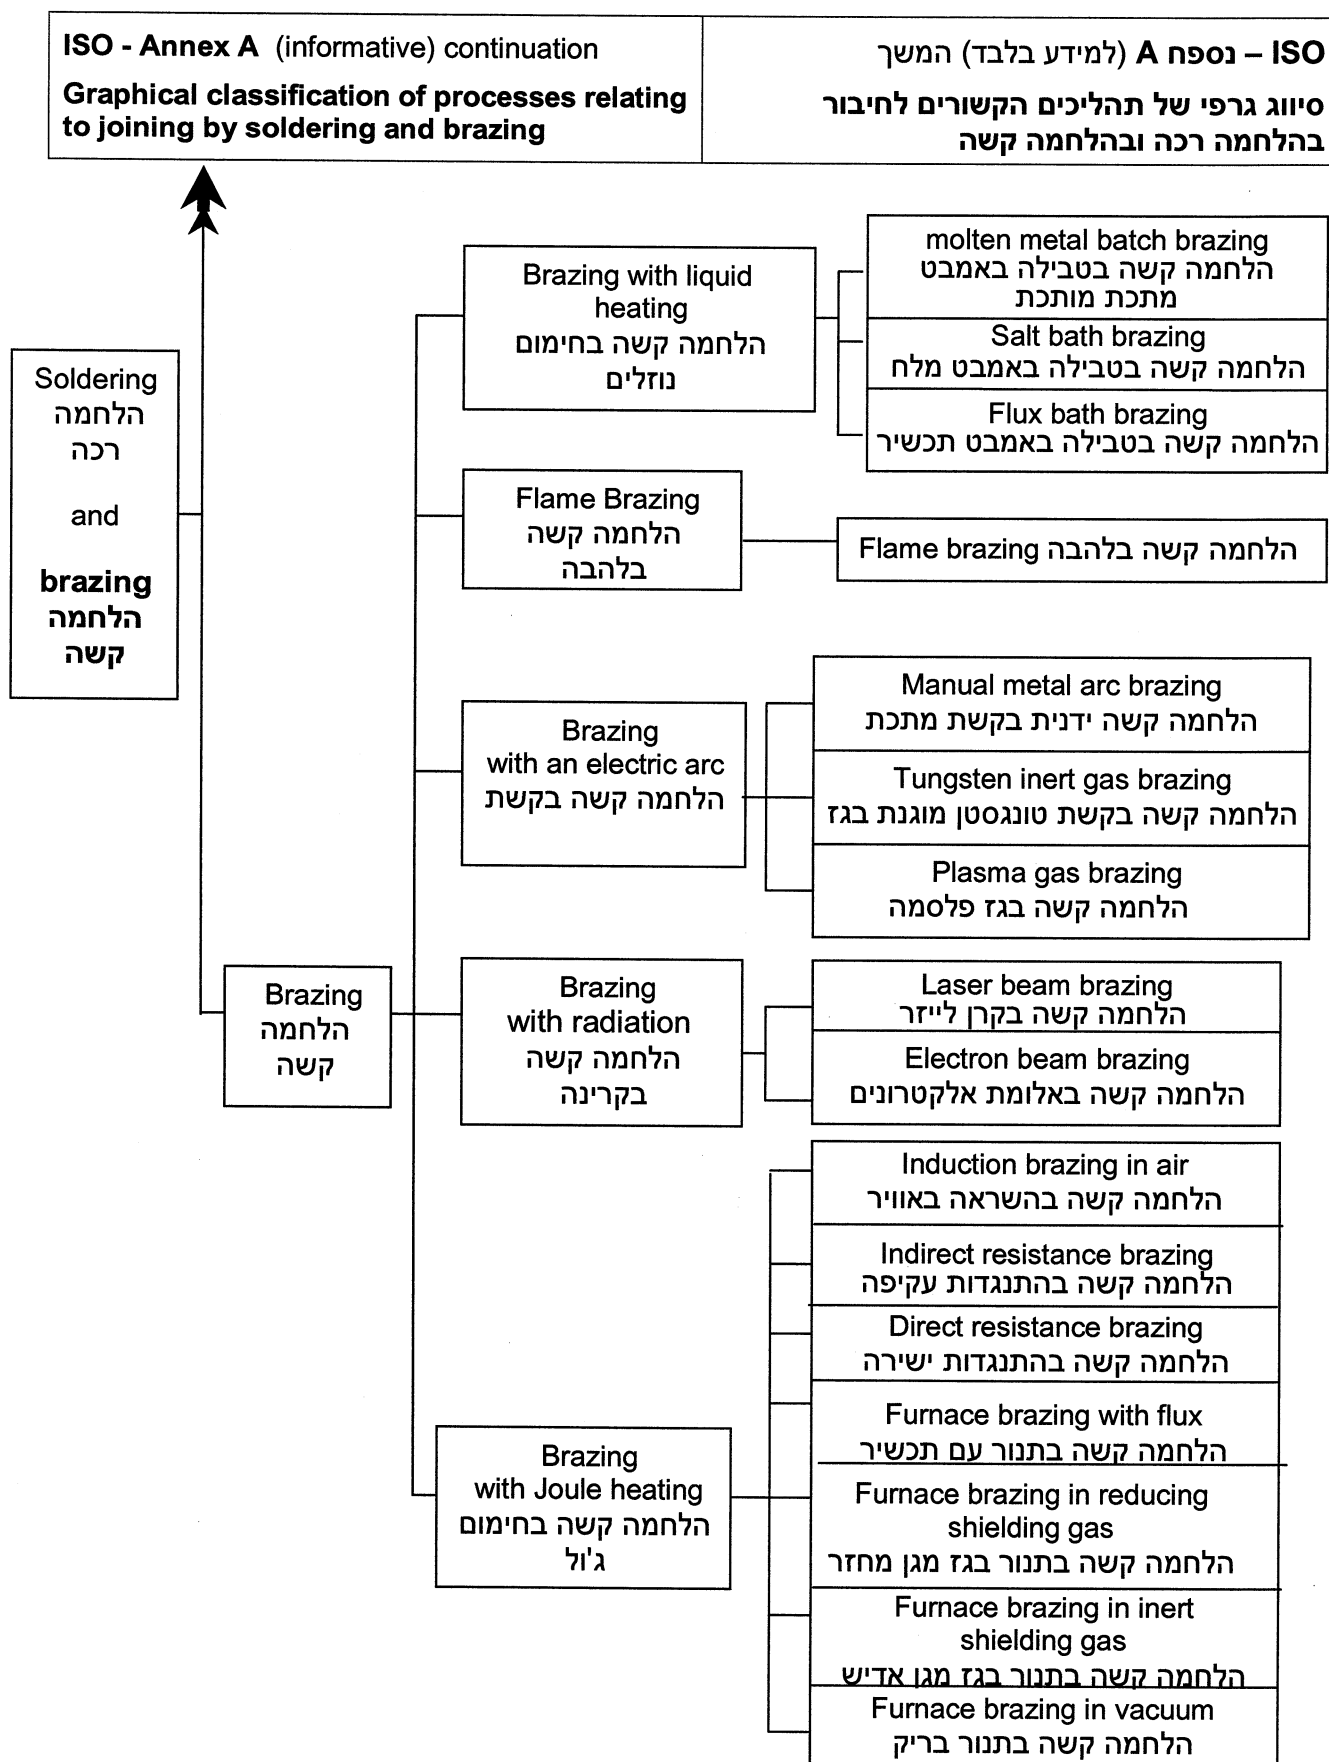 ISO - Annex A (informative) continuation
Graphical classification of processes relating
to joining by soldering and brazing
ISO – נספח A (למידע בלבד) המשך
סיווג גרפי של תהליכים הקשורים לחיבור
בהלחמה רכה ובהלחמה קשה
Soldering
הלחמה
רכה
and
brazing
הלחמה
קשה
Brazing
הלחמה
קשה
Brazing with liquid
heating
הלחמה קשה בחימום
נוזלים
molten metal batch brazing
הלחמה קשה בטבילה באמבט
מתכת מותכת
Salt bath brazing
הלחמה קשה בטבילה באמבט מלח
Flux bath brazing
הלחמה קשה בטבילה באמבט תכשיר
Flame Brazing
הלחמה קשה
בלהבה
Flame brazing הלחמה קשה בלהבה
Brazing
with an electric arc
הלחמה קשה בקשת
Manual metal arc brazing
הלחמה קשה ידנית בקשת מתכת
Tungsten inert gas brazing
הלחמה קשה בקשת טונגסטן מוגנת בגז
Plasma gas brazing
הלחמה קשה בגז פלסמה
Brazing
with radiation
הלחמה קשה
בקרינה
Laser beam brazing
הלחמה קשה בקרן לייזר
Electron beam brazing
הלחמה קשה באלומת אלקטרונים
Brazing
with Joule heating
הלחמה קשה בחימום
ג'ול
Induction brazing in air
הלחמה קשה בהשראה באוויר
Indirect resistance brazing
הלחמה קשה בהתנגדות עקיפה
Direct resistance brazing
הלחמה קשה בהתנגדות ישירה
Furnace brazing with flux
הלחמה קשה בתנור עם תכשיר
Furnace brazing in reducing
shielding gas
הלחמה קשה בתנור בגז מגן מחזר
Furnace brazing in inert
shielding gas
הלחמה קשה בתנור בגז מגן אדיש
Furnace brazing in vacuum
הלחמה קשה בתנור בריק